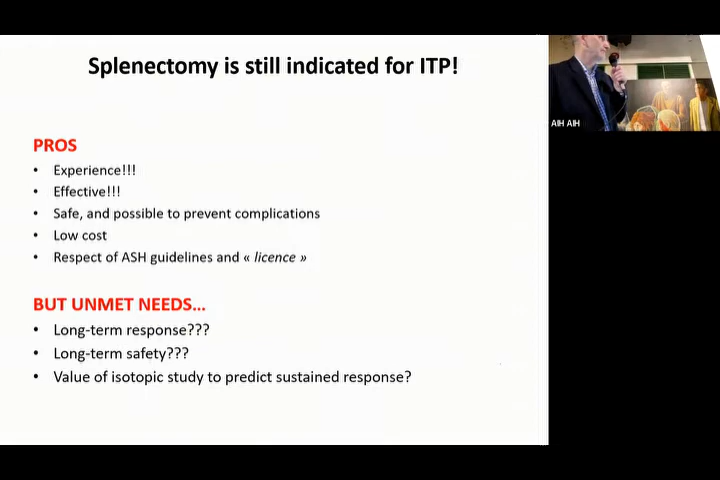 Splenectomy is still indicated for ITP!
AIH AIH
PROS
• Experience!!!
• Effective!!!
• Safe, and possible to prevent complications
• Low cost
• Respect of ASH guidelines and « licence »
BUT UNMET NEEDS...
• Long-term response???
• Long-term safety???
• Value of isotopic study to predict sustained response?